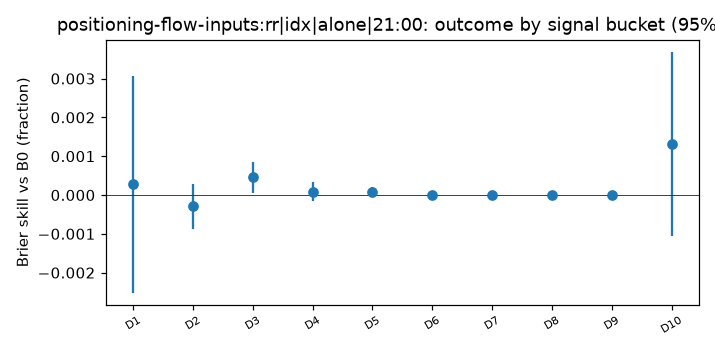 positioning-flow-inputs:rr|idx|alone|21:00: outcome by signal bucket (95%
Brier skill vs B0 (fraction)
0.003
0.002
0.001
0.000
−0.001
−0.002
D1 D2 D3 D4 D5 D6 D7 D8 D9 D10